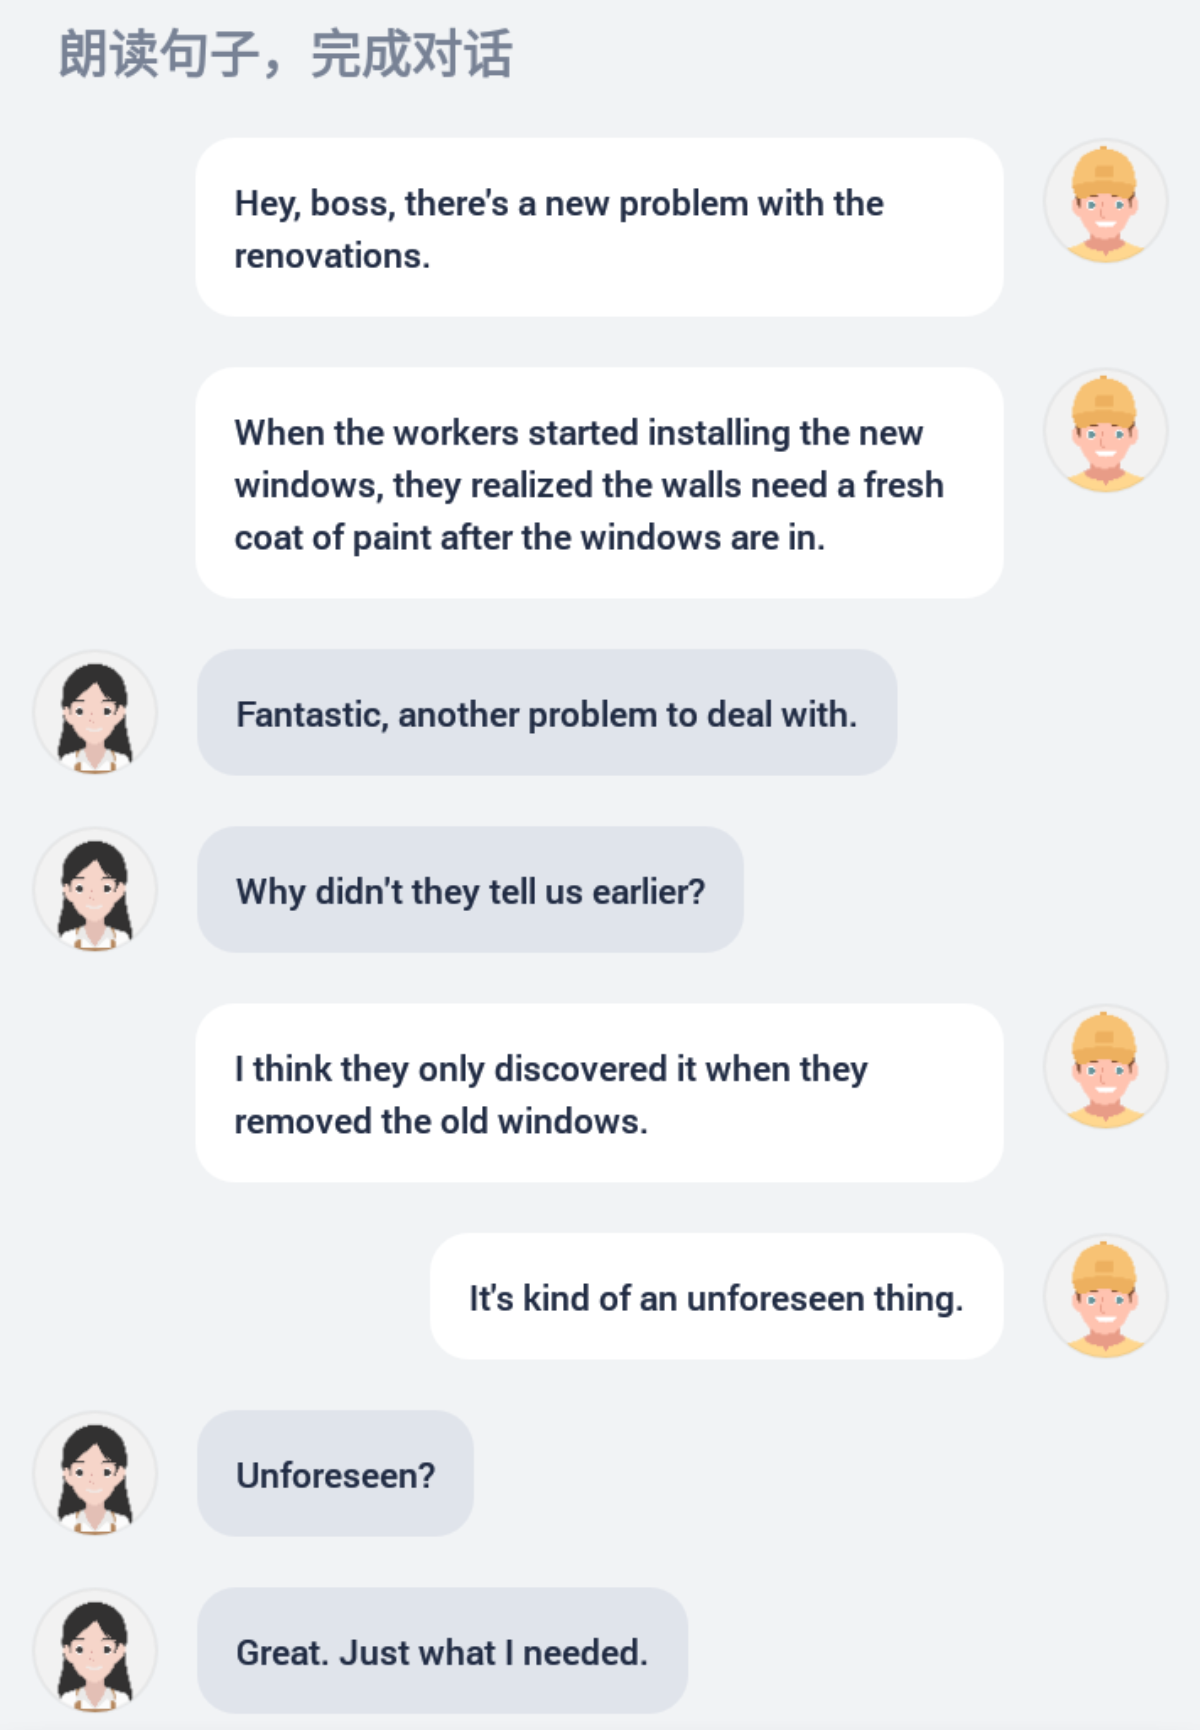 朗读句子，完成对话
Hey, boss, there's a new problem with the
renovations.
When the workers started installing the new
windows, they realized the walls need a fresh
coat of paint after the windows are in.
Fantastic, another problem to deal with.
Why didn't they tell us earlier?
I think they only discovered it when they
removed the old windows.
It's kind of an unforeseen thing.
Unforeseen?
Great. Just what I needed.